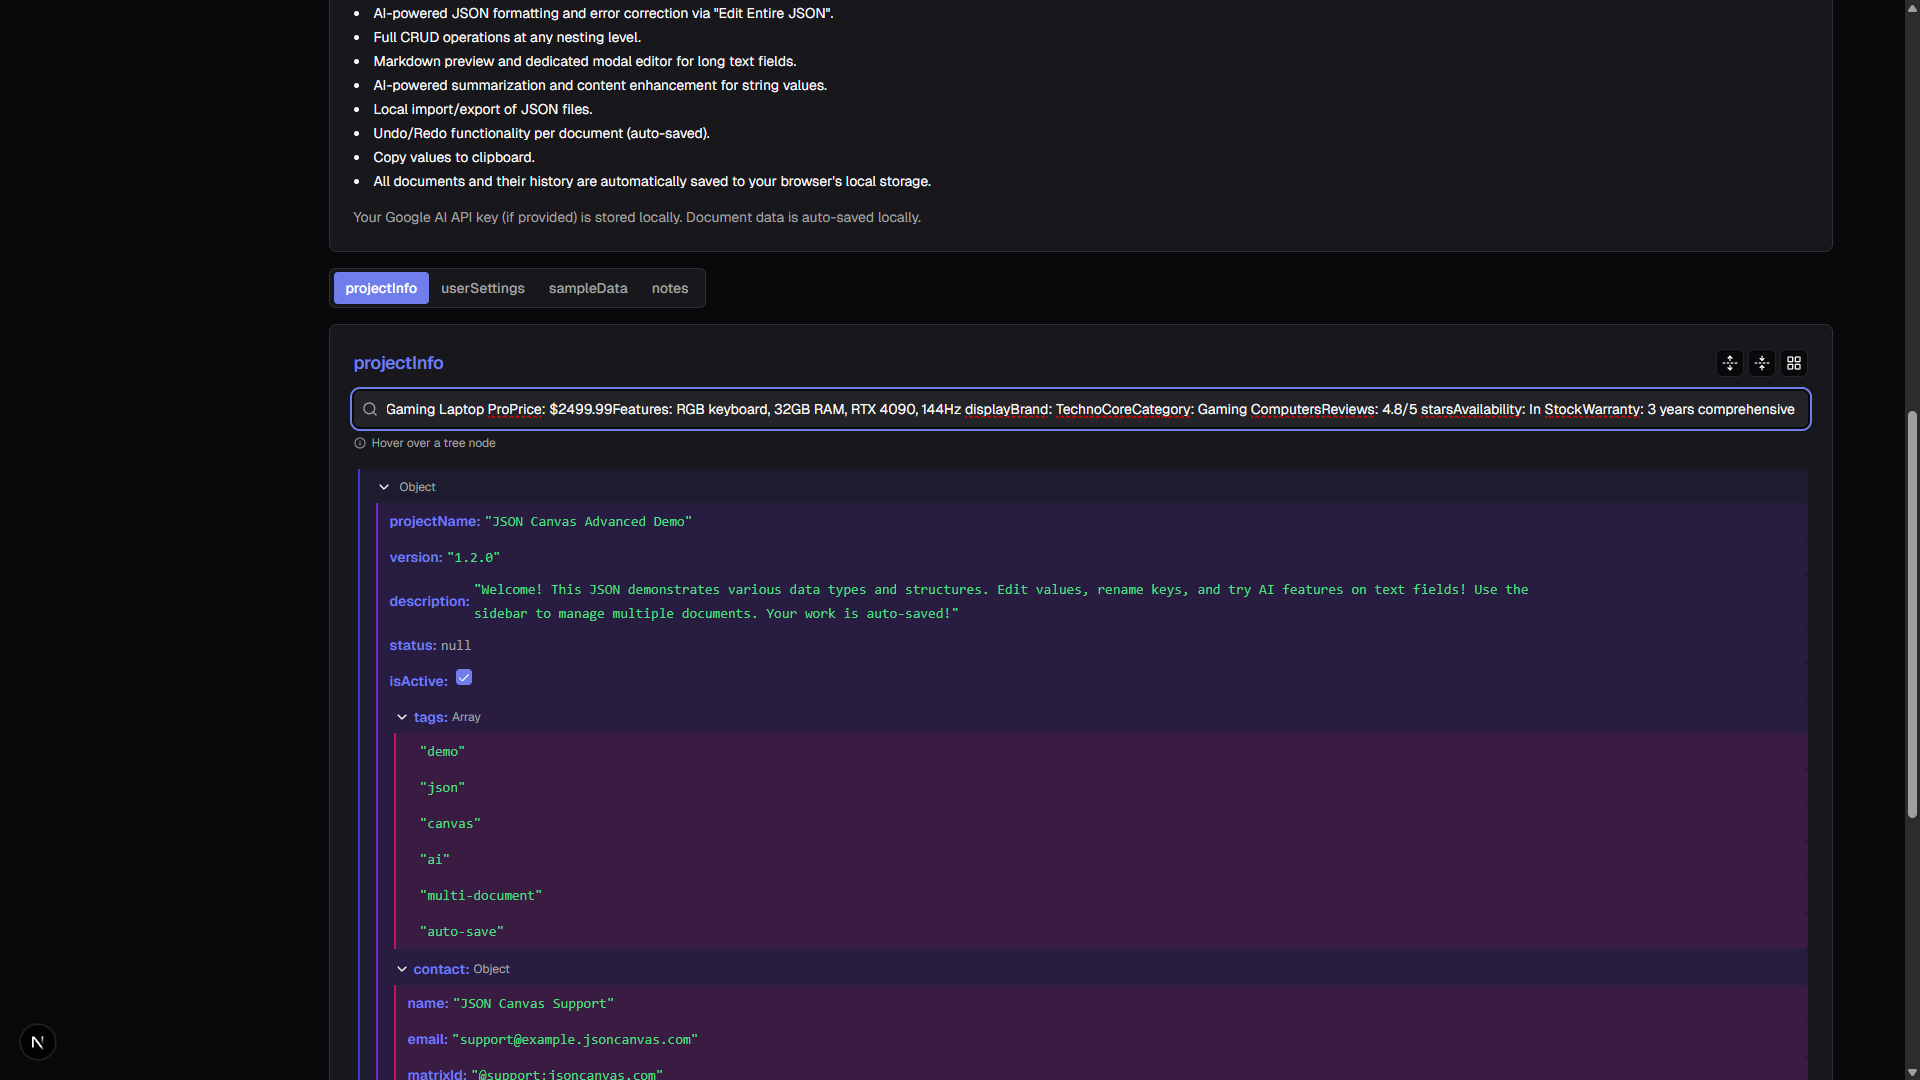 AI-powered JSON formatting and error correction via "Edit Entire JSON".
Full CRUD operations at any nesting level.
Markdown preview and dedicated modal editor for long text fields.
AI-powered summarization and content enhancement for string values.
Local import/export of JSON files.
Undo/Redo functionality per document (auto-saved).
Copy values to clipboard.
All documents and their history are automatically saved to your browser's local storage.
Your Google AI API key (if provided) is stored locally. Document data is auto-saved locally.
projectInfo userSettings sampleData notes
projectInfo
Gaming Laptop ProPrice: $2499.99Features: RGB keyboard, 32GB RAM, RTX 4090, 144Hz displayBrand: TechnoCoreCategory: Gaming ComputersReviews: 4.8/5 starsAvailability: In StockWarranty: 3 years comprehensive
Hover over a tree node
Object
projectName: "JSON Canvas Advanced Demo"
version: "1.2.0"
description: "Welcome! This JSON demonstrates various data types and structures. Edit values, rename keys, and try AI features on text fields! Use the
sidebar to manage multiple documents. Your work is auto-saved!"
status: null
isActive:
tags: Array
"demo"
"json"
"canvas"
"ai"
"multi-document"
"auto-save"
contact: Object
name: "JSON Canvas Support"
email: "support@example.jsoncanvas.com"
matrixId: "@support:jsoncanvas.com"
N